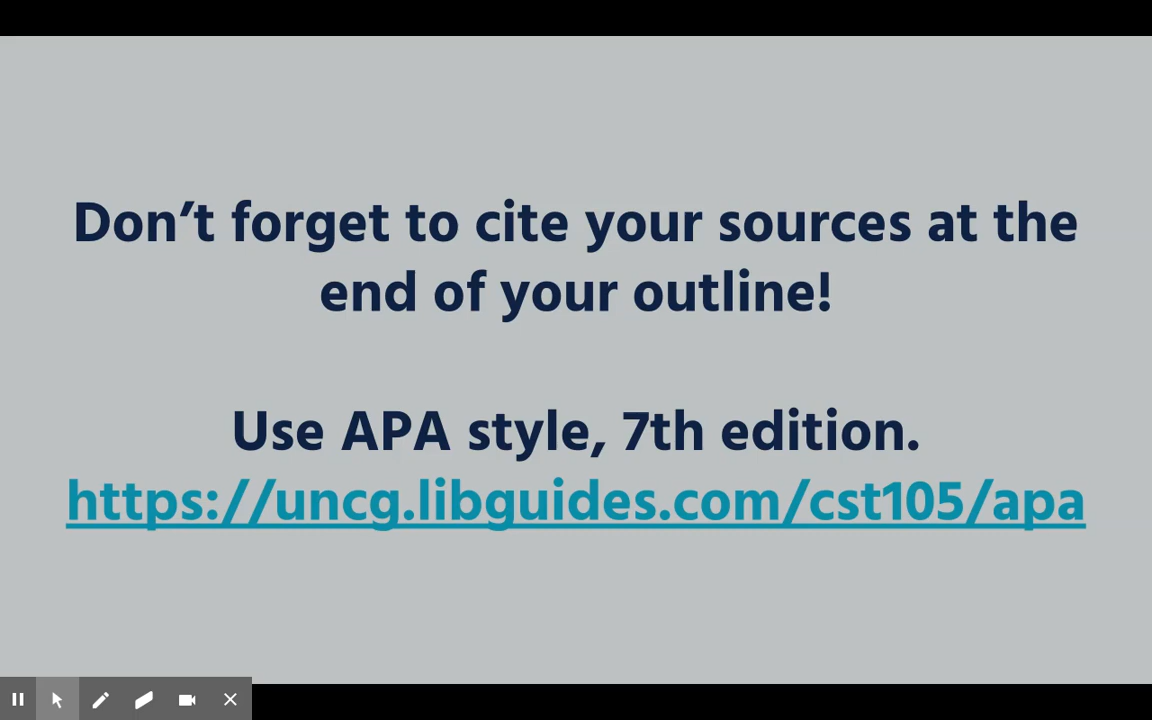 Don’t forget to cite your sources at the
end of your outline!
Use APA style, 7th edition.
https://uncg.libguides.com/cst105/apa